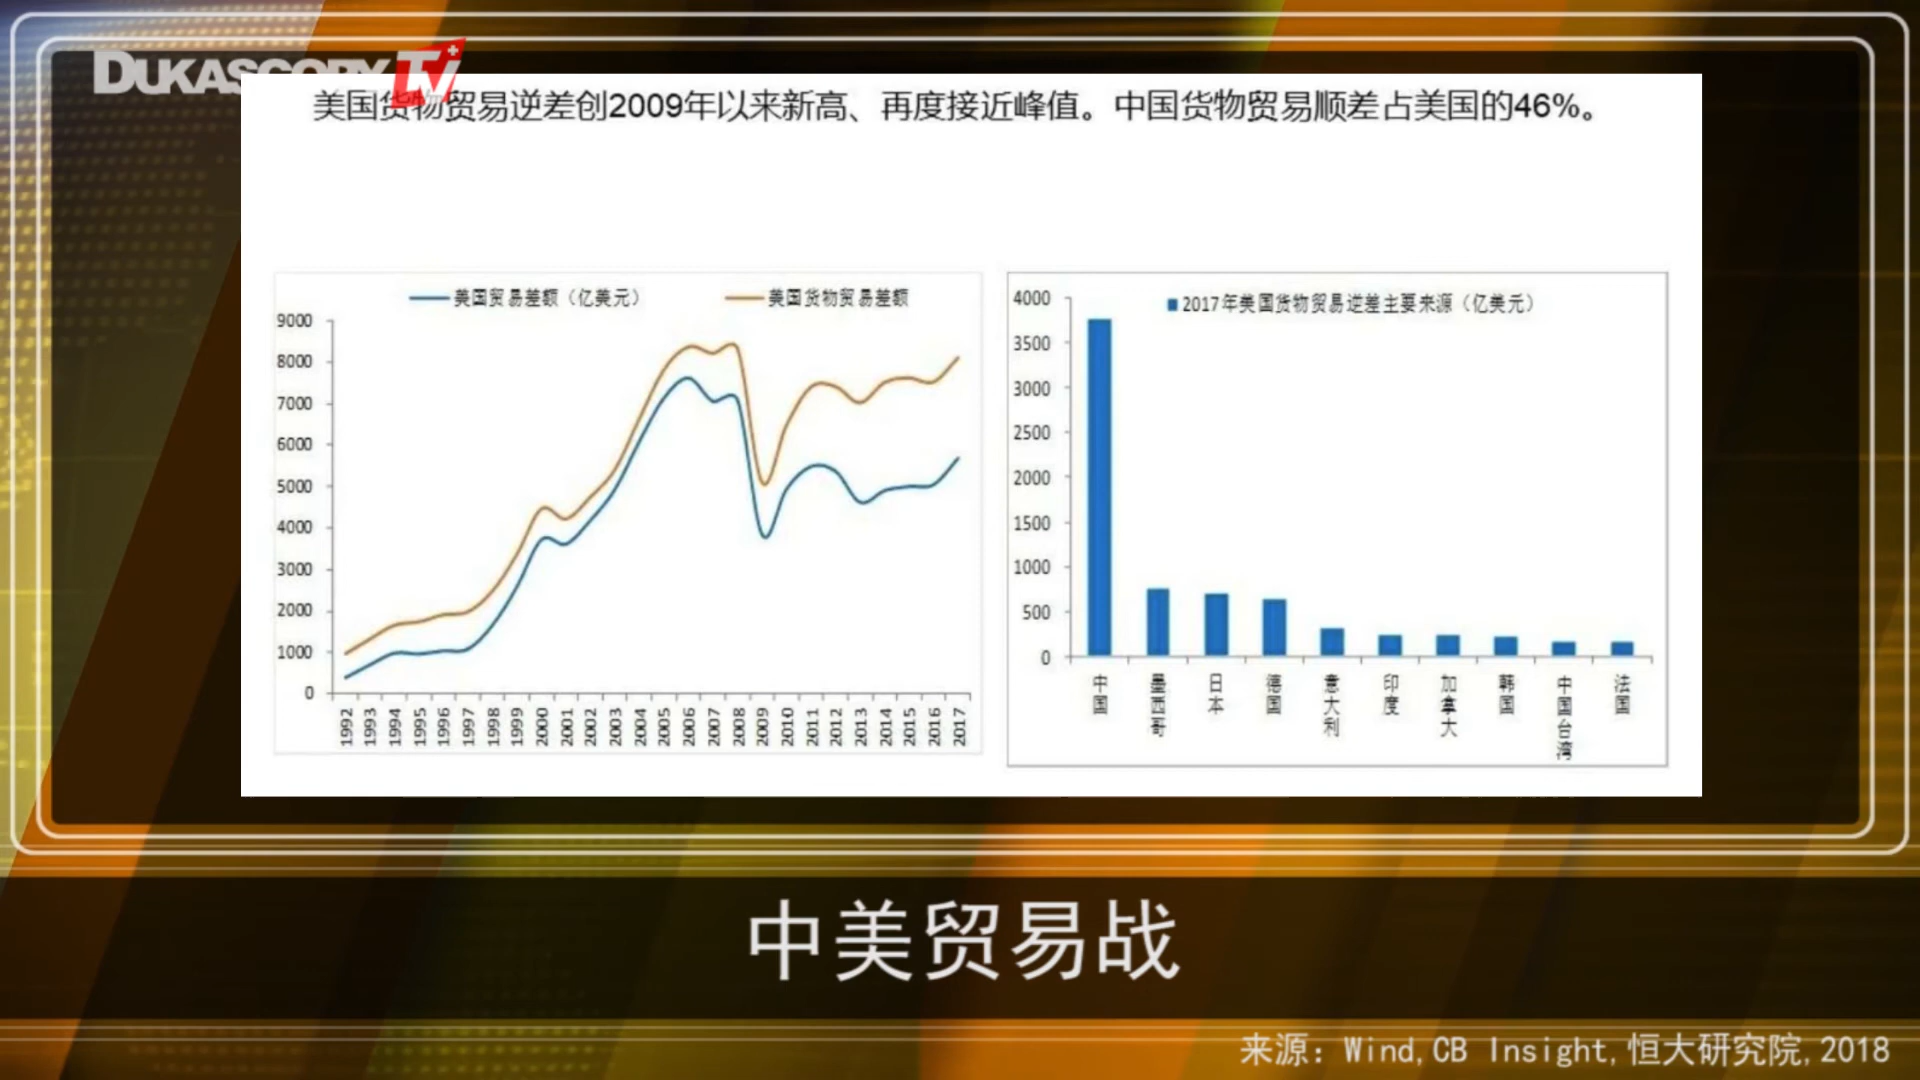 DUKASCOPY TV
美国货物贸易逆差创2009年以来新高、再度接近峰值。中国货物贸易顺差占美国的46%。
美国贸易差额（亿美元）
美国货物贸易差额
9000
8000
7000
6000
5000
4000
3000
2000
1000
0
1992 1993 1994 1995 1996 1997 1998 1999 2000 2001 2002 2003 2004 2005 2006 2007 2008 2009 2010 2011 2012 2013 2014 2015 2016 2017
2017年美国货物贸易逆差主要来源（亿美元）
4000
3500
3000
2500
2000
1500
1000
500
0
中国
墨西哥
日本
德国
意大利
印度
加拿大
韩国
中国台湾
法国
中美贸易战
来源：Wind,CB Insight,恒大研究院,2018